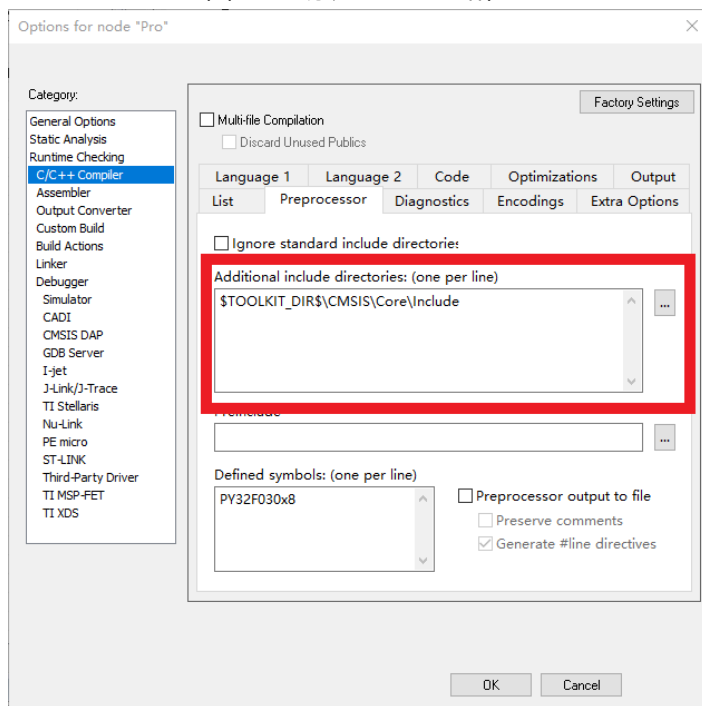 Options for node "Pro"
Category:
General Options
Static Analysis
Runtime Checking
C/C++ Compiler
Assembler
Output Converter
Custom Build
Build Actions
Linker
Debugger
Simulator
CADI
CMSIS DAP
GDB Server
I-jet
J-Link/J-Trace
TI Stellaris
Nu-Link
PE micro
ST-LINK
Third-Party Driver
TI MSP-FET
TI XDS
Factory Settings
Multi-file Compilation
Discard Unused Publics
Language 1 Language 2 Code Optimizations Output
List Preprocessor Diagnostics Encodings Extra Options
Ignore standard include directories
Additional include directories: (one per line)
$TOOLKIT_DIR$\CMSIS\Core\Include
...
Preinclude
...
Defined symbols: (one per line)
PY32F030x8
Preprocessor output to file
Preserve comments
Generate #line directives
OK Cancel